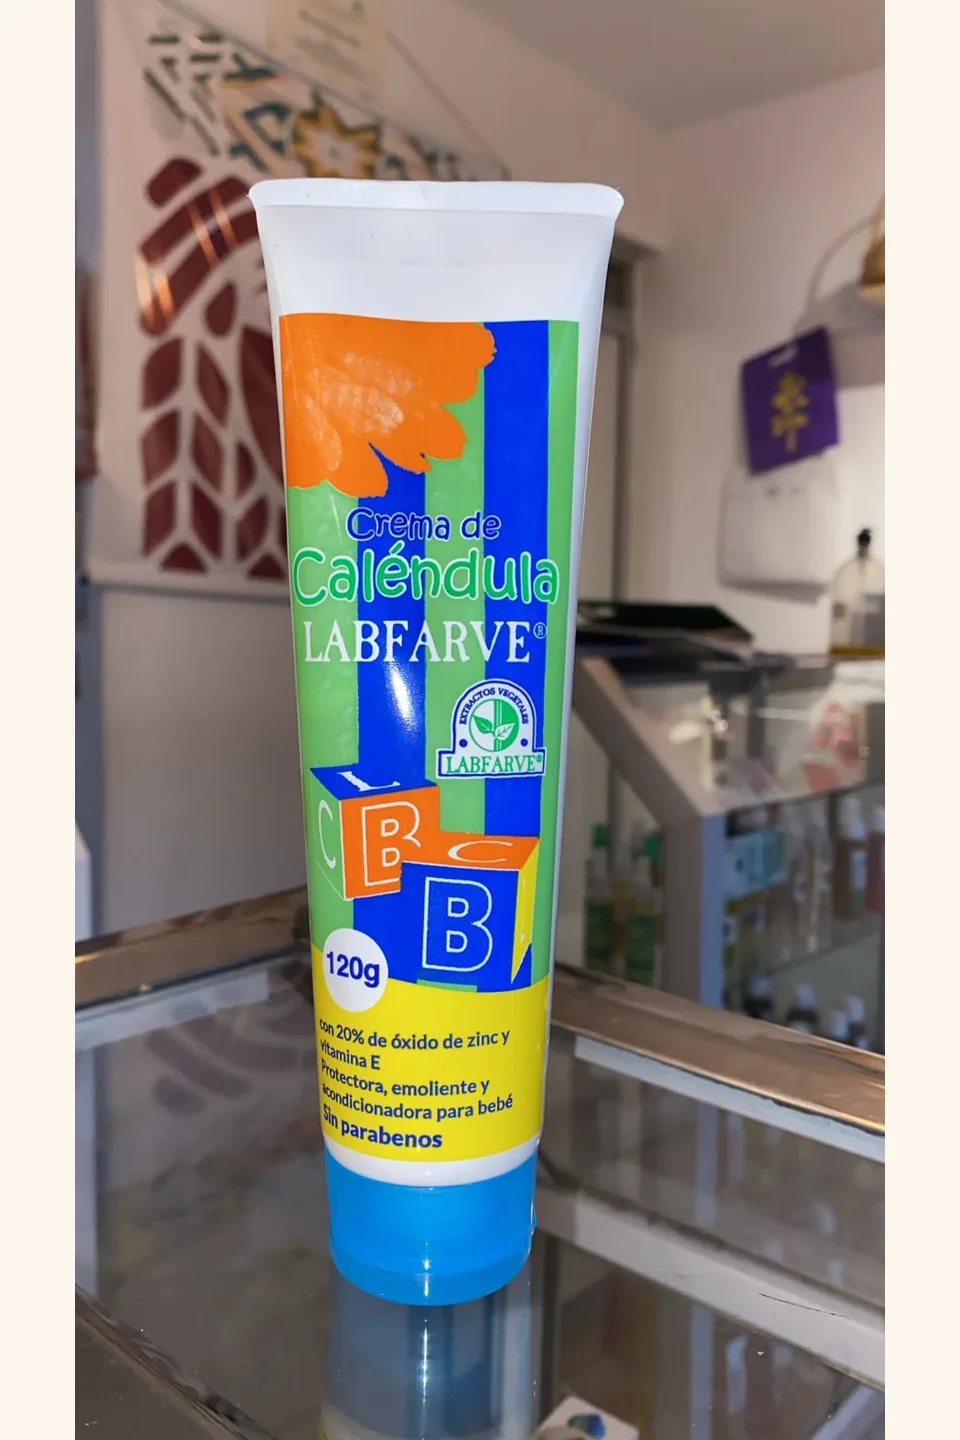 Crema de
Caléndula
LABFARVE®
EXTRACTOS VEGETALES
LABFARVE®
L
C B C
B
120g
con 20% de óxido de zinc y
vitamina E
Protectora, emoliente y
acondicionadora para bebé
Sin parabenos